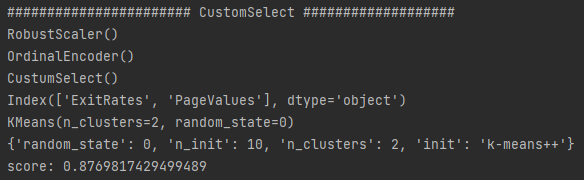 ####################### CustomSelect ###################
RobustScaler()
OrdinalEncoder()
CustumSelect()
Index(['ExitRates', 'PageValues'], dtype='object')
KMeans(n_clusters=2, random_state=0)
{'random_state': 0, 'n_init': 10, 'n_clusters': 2, 'init': 'k-means++'}
score: 0.8769817429499489